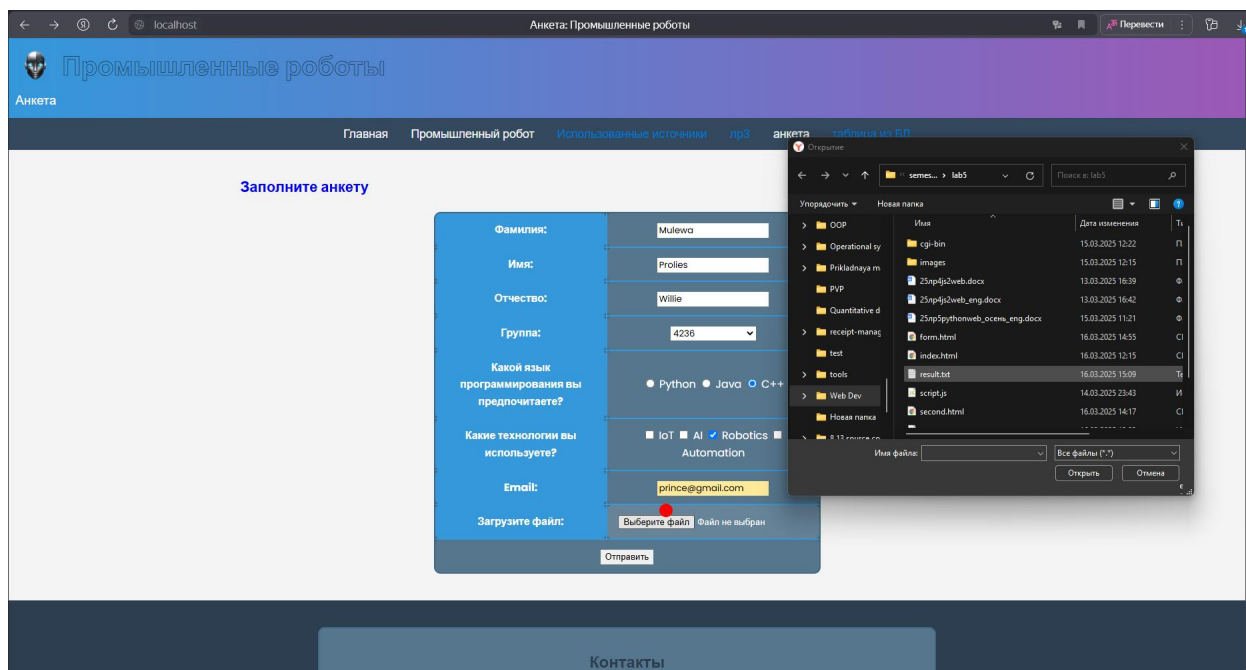 localhost
Анкета: Промышленные роботы
Перевести
Промышленные роботы
Анкета
Главная Промышленный робот Использованные источники лр3 анкета таблица из БД
Заполните анкету
Фамилия: Mulewa
Имя: Prolies
Отчество: Willie
Группа: 4236
Какой язык
программирования вы
предпочитаете?
Python Java C++
Какие технологии вы
используете?
IoT AI Robotics
Automation
Email: prince@gmail.com
Загрузите файл: Выберите файл Файл не выбран
Отправить
Контакты
Открытие
semes... > lab5
Поиск в: lab5
Упорядочить Новая папка
OOP
Operational sy
Prikladnaya m
PVP
Quantitative d
receipt-manag
test
tools
Web Dev
Новая папка
Имя Дата изменения
cgi-bin 15.03.2025 12:22 П
images 15.03.2025 12:15 П
25лр4js2web.docx 13.03.2025 16:39 Ф
25лр4js2web_eng.docx 13.03.2025 16:42 Ф
25лр5pythonweb_осень_eng.docx 15.03.2025 11:21 Ф
form.html 16.03.2025 14:55 Cl
index.html 16.03.2025 12:15 Cl
result.txt 16.03.2025 15:09 Те
script.js 14.03.2025 23:43 И
second.html 16.03.2025 14:17 Cl
Имя файла: Все файлы (*.*)
Открыть Отмена